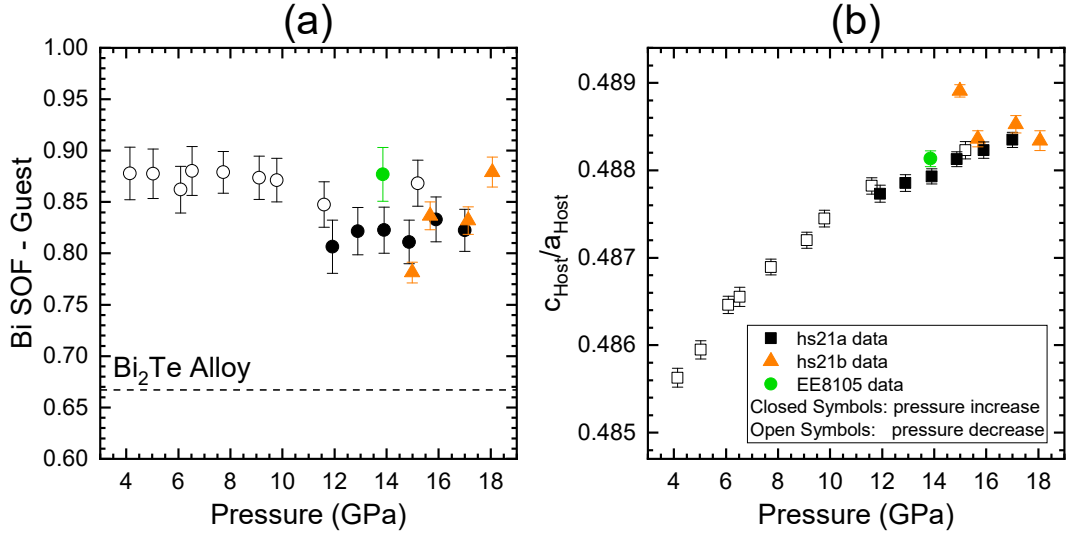 (a)
1.00
0.95
0.90
0.85
0.80
0.75
0.70
0.65
0.60
Bi SOF - Guest
Bi₂Te Alloy
4 6 8 10 12 14 16 18
Pressure (GPa)
(b)
0.489
0.488
0.487
0.486
0.485
c_Host/a_Host
hs21a data
hs21b data
EE8105 data
Closed Symbols: pressure increase
Open Symbols: pressure decrease
4 6 8 10 12 14 16 18
Pressure (GPa)